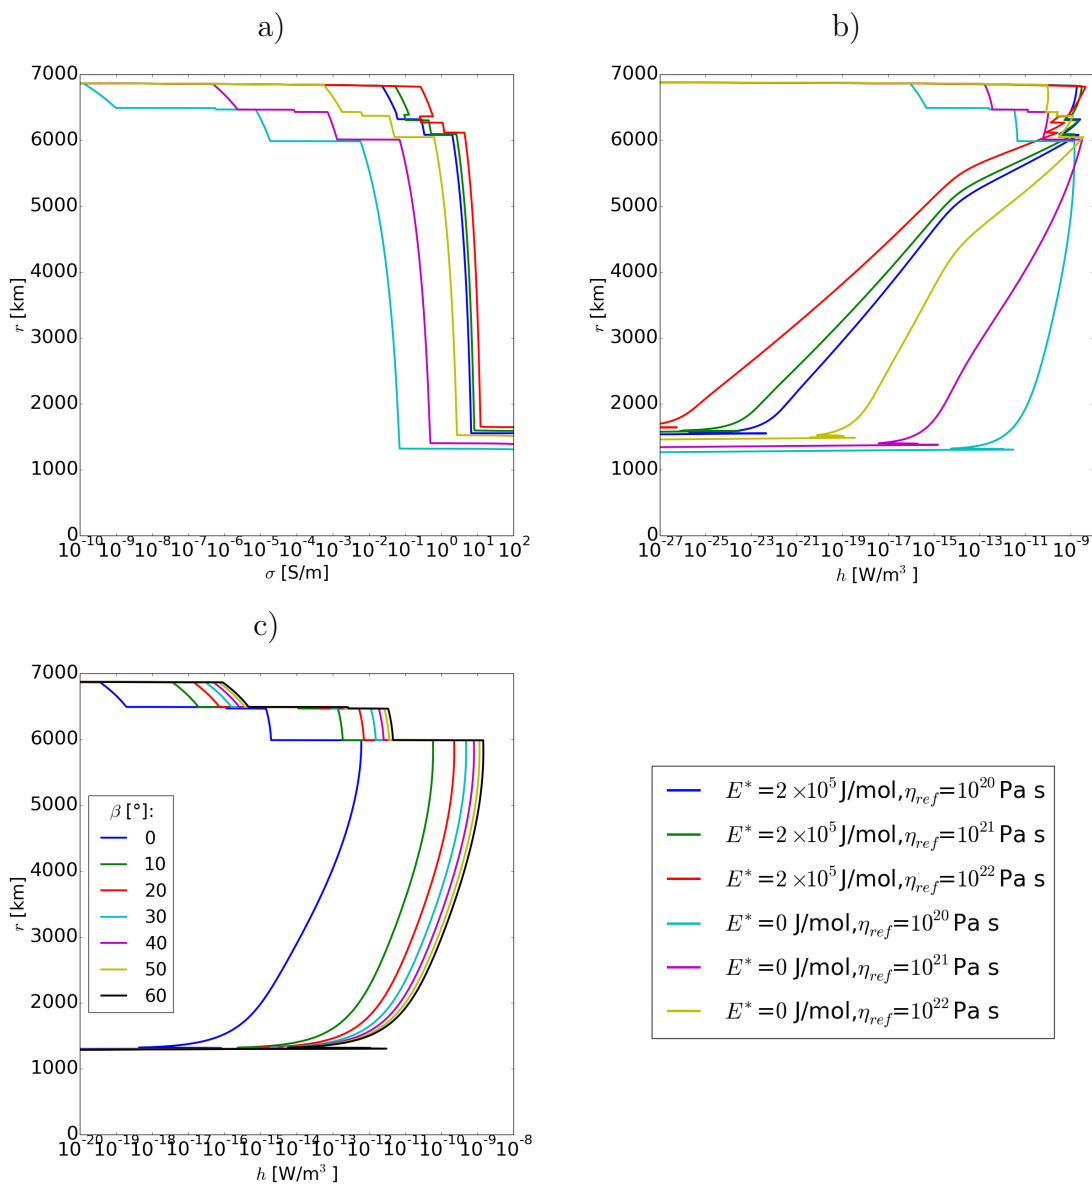 a)
7000
6000
5000
4000
3000
2000
1000
0
r [km]
10^-10 10^-9 10^-8 10^-7 10^-6 10^-5 10^-4 10^-3 10^-2 10^-1 10^0 10^1 10^2
σ [S/m]
b)
7000
6000
5000
4000
3000
2000
1000
0
r [km]
10^-27 10^-25 10^-23 10^-21 10^-19 10^-17 10^-15 10^-13 10^-11 10^-9
h [W/m^3 ]
c)
7000
6000
5000
4000
3000
2000
1000
0
r [km]
β [°]:
0
10
20
30
40
50
60
10^-20 10^-19 10^-18 10^-17 10^-16 10^-15 10^-14 10^-13 10^-12 10^-11 10^-10 10^-9 10^-8
h [W/m^3 ]
E* = 2 ×10^5 J/mol, η_ref = 10^20 Pa s
E* = 2 ×10^5 J/mol, η_ref = 10^21 Pa s
E* = 2 ×10^5 J/mol, η_ref = 10^22 Pa s
E* = 0 J/mol, η_ref = 10^20 Pa s
E* = 0 J/mol, η_ref = 10^21 Pa s
E* = 0 J/mol, η_ref = 10^22 Pa s